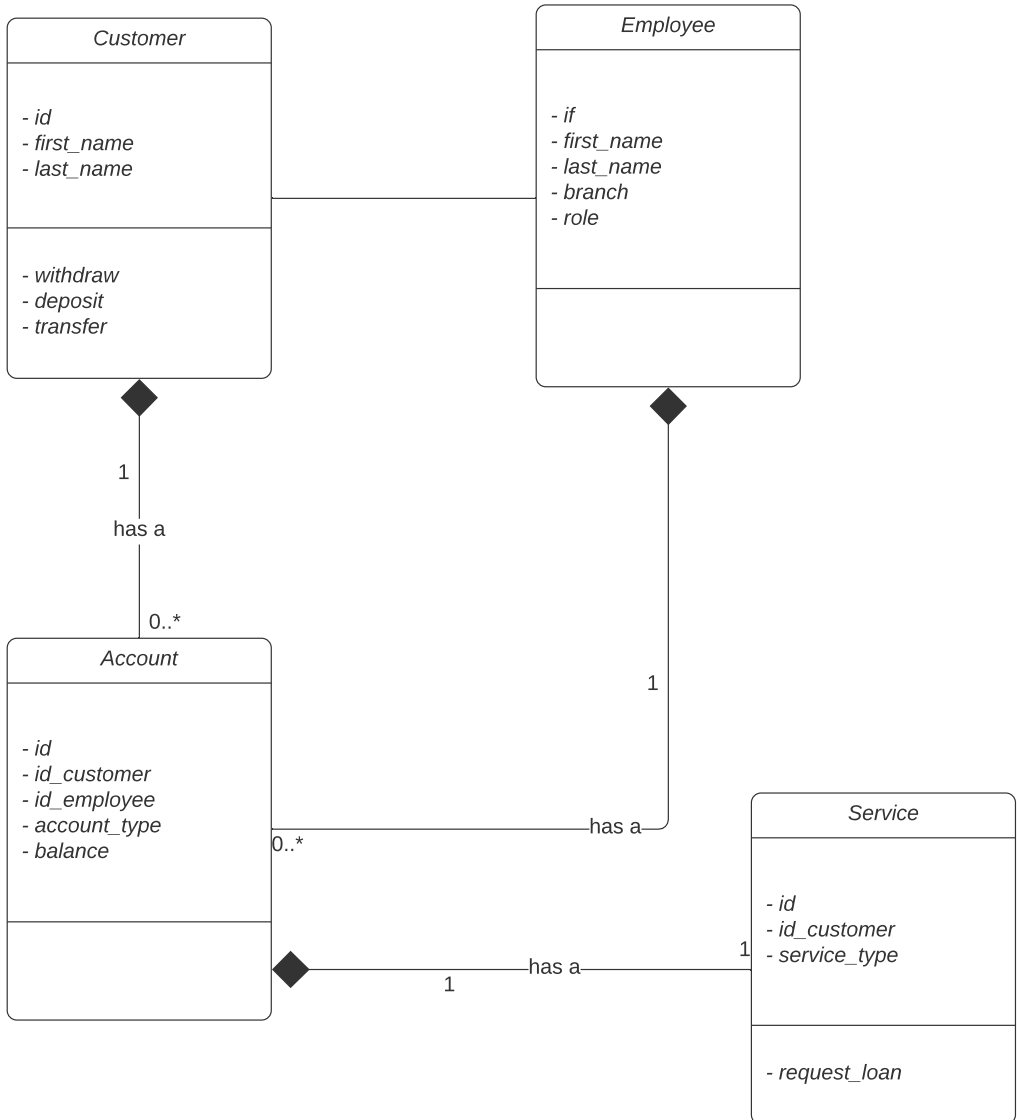 Customer
- id
- first_name
- last_name
- withdraw
- deposit
- transfer
Employee
- if
- first_name
- last_name
- branch
- role
1
has a
0..*
Account
- id
- id_customer
- id_employee
- account_type
- balance
1
has a
0..*
1
has a
1
Service
- id
- id_customer
- service_type
- request_loan